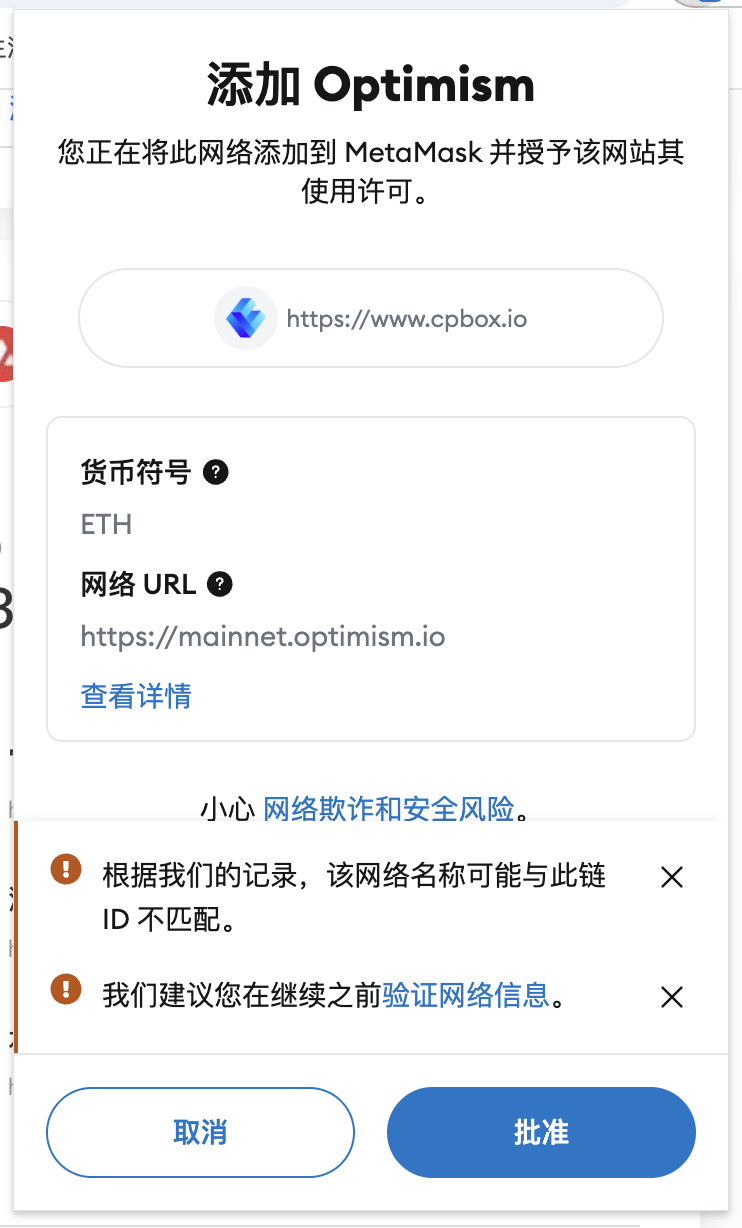 添加 Optimism
您正在将此网络添加到 MetaMask 并授予该网站其
使用许可。
https://www.cpbox.io
货币符号 ?
ETH
网络 URL ?
https://mainnet.optimism.io
查看详情
小心 网络欺诈和安全风险。
根据我们的记录，该网络名称可能与此链
ID 不匹配。
我们建议您在继续之前验证网络信息。
取消
批准